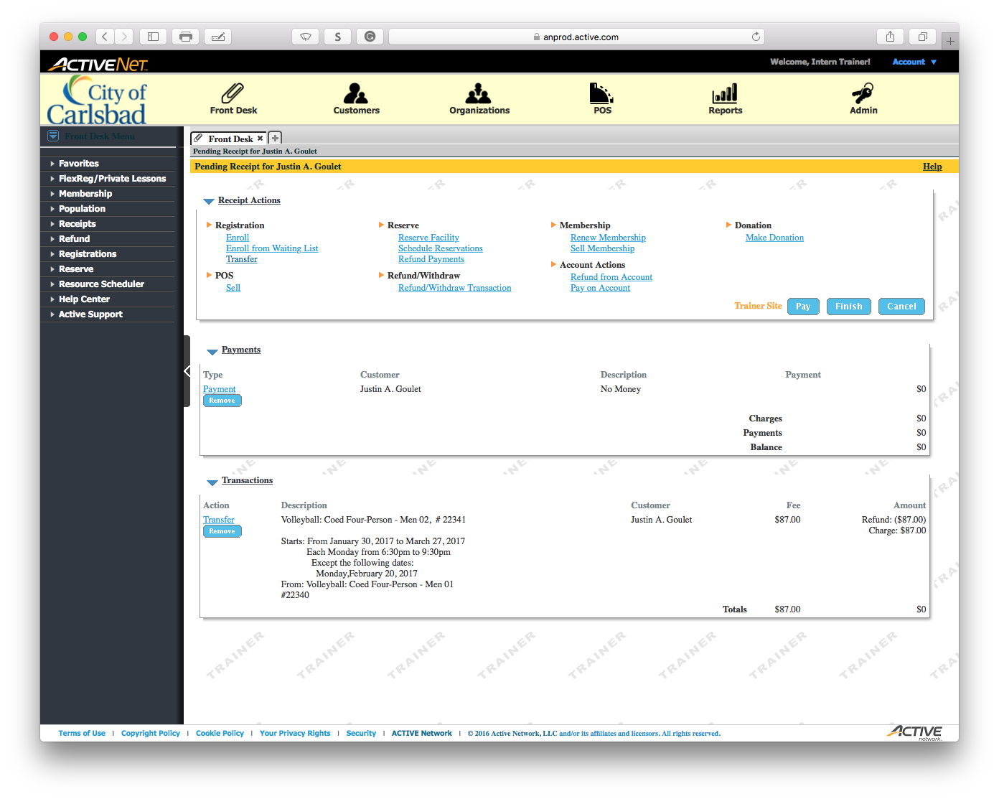 S
anprod.active.com
ACTIVENET
Welcome, Intern Trainer!
Account
City of
Carlsbad
Front Desk
Customers
Organizations
POS
Reports
Admin
Front Desk Menu
Front Desk
Pending Receipt for Justin A. Goulet
Pending Receipt for Justin A. Goulet
Help
Favorites
FlexReg/Private Lessons
Membership
Population
Receipts
Refund
Registrations
Reserve
Resource Scheduler
Help Center
Active Support
Receipt Actions
Registration
Enroll
Enroll from Waiting List
Transfer
POS
Sell
Reserve
Reserve Facility
Schedule Reservations
Refund Payments
Refund/Withdraw
Refund/Withdraw Transaction
Membership
Renew Membership
Sell Membership
Account Actions
Refund from Account
Pay on Account
Donation
Make Donation
Trainer Site
Pay
Finish
Cancel
Payments
Type Customer Description Payment
Payment Justin A. Goulet No Money $0
Remove
Charges $0
Payments $0
Balance $0
Transactions
Action Description Customer Fee Amount
Transfer Volleyball: Coed Four-Person - Men 02, # 22341 Justin A. Goulet $87.00 Refund: ($87.00)
Remove
Charge: $87.00
Starts: From January 30, 2017 to March 27, 2017
Each Monday from 6:30pm to 9:30pm
Except the following dates:
Monday,February 20, 2017
From: Volleyball: Coed Four-Person - Men 01
#22340
Totals $87.00 $0
TRAINER TRAINER TRAINER TRAINER TRAINER TRAINER TRAINER TRAINER TRA
Terms of Use | Copyright Policy | Cookie Policy | Your Privacy Rights | Security | ACTIVE Network | © 2016 Active Network, LLC and/or its affiliates and licensors. All rights reserved.
ACTIVE
network